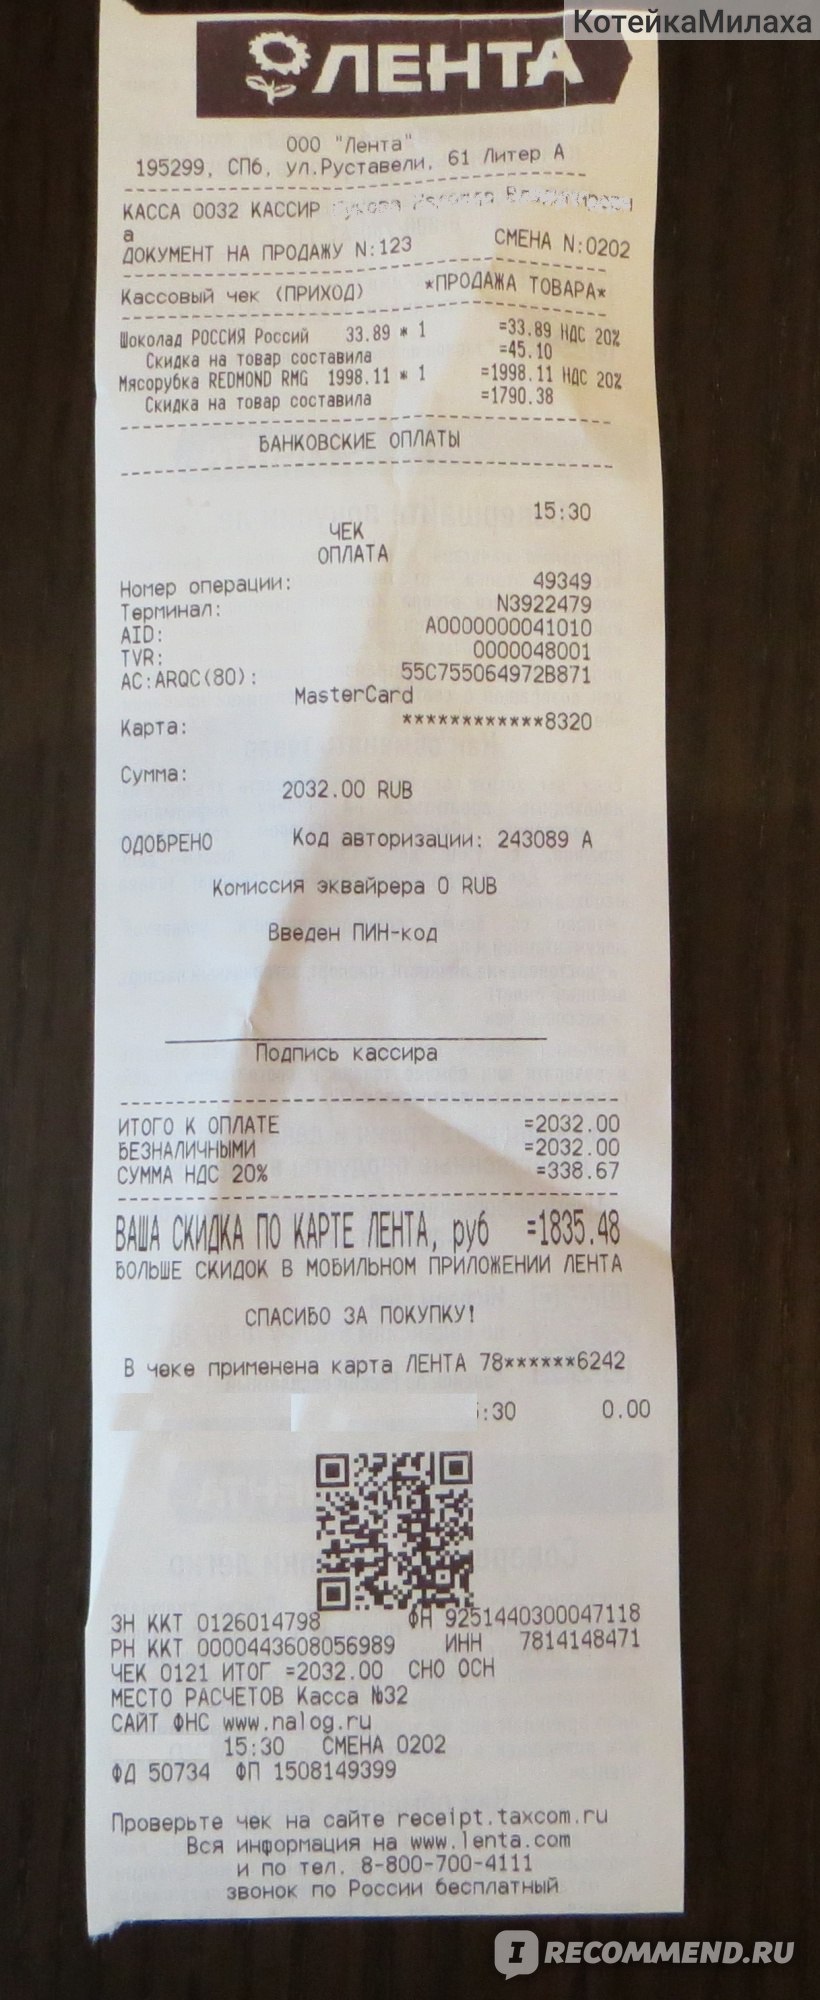 КотейкаМилаха
ЛЕНТА
ООО "Лента"
195299, СПб, ул.Руставели, 61 Литер А
КАССА 0032 КАССИР
а
ДОКУМЕНТ НА ПРОДАЖУ N:123 СМЕНА N:0202
Кассовый чек (ПРИХОД) *ПРОДАЖА ТОВАРА*
Шоколад РОССИЯ Россий 33.89 * 1 =33.89 НДС 20%
Скидка на товар составила =45.10
Мясорубка REDMOND RMG 1998.11 * 1 =1998.11 НДС 20%
Скидка на товар составила =1790.38
БАНКОВСКИЕ ОПЛАТЫ
15:30
ЧЕК
ОПЛАТА
Номер операции: 49349
Терминал: N3922479
AID: A0000000041010
TVR: 0000048001
AC:ARQC(80): 55C755064972B871
MasterCard
Карта: ************8320
Сумма:
2032.00 RUB
ОДОБРЕНО Код авторизации: 243089 A
Комиссия эквайрера 0 RUB
Введен ПИН-код
Подпись кассира
ИТОГО К ОПЛАТЕ =2032.00
БЕЗНАЛИЧНЫМИ =2032.00
СУММА НДС 20% =338.67
ВАША СКИДКА ПО КАРТЕ ЛЕНТА, руб =1835.48
БОЛЬШЕ СКИДОК В МОБИЛЬНОМ ПРИЛОЖЕНИИ ЛЕНТА
СПАСИБО ЗА ПОКУПКУ!
В чеке применена карта ЛЕНТА 78******6242
:30 0.00
ЗН ККТ 0126014798 ФН 9251440300047118
РН ККТ 0000443608056989 ИНН 7814148471
ЧЕК 0121 ИТОГ =2032.00 СНО ОСН
МЕСТО РАСЧЕТОВ Касса №32
САЙТ ФНС www.nalog.ru
15:30 СМЕНА 0202
ФД 50734 ФП 1508149399
Проверьте чек на сайте receipt.taxcom.ru
Вся информация на www.lenta.com
и по тел. 8-800-700-4111
звонок по России бесплатный
IRECOMMEND.RU